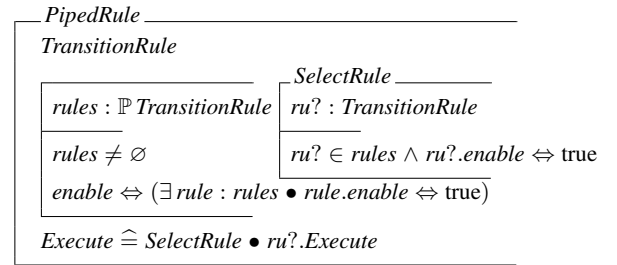 PipedRule
TransitionRule
SelectRule
rules : ℙ TransitionRule
ru? : TransitionRule
rules ≠ ∅
ru? ∈ rules ∧ ru?.enable ⇔ true
enable ⇔ (∃ rule : rules • rule.enable ⇔ true)
Execute ≙ SelectRule • ru?.Execute